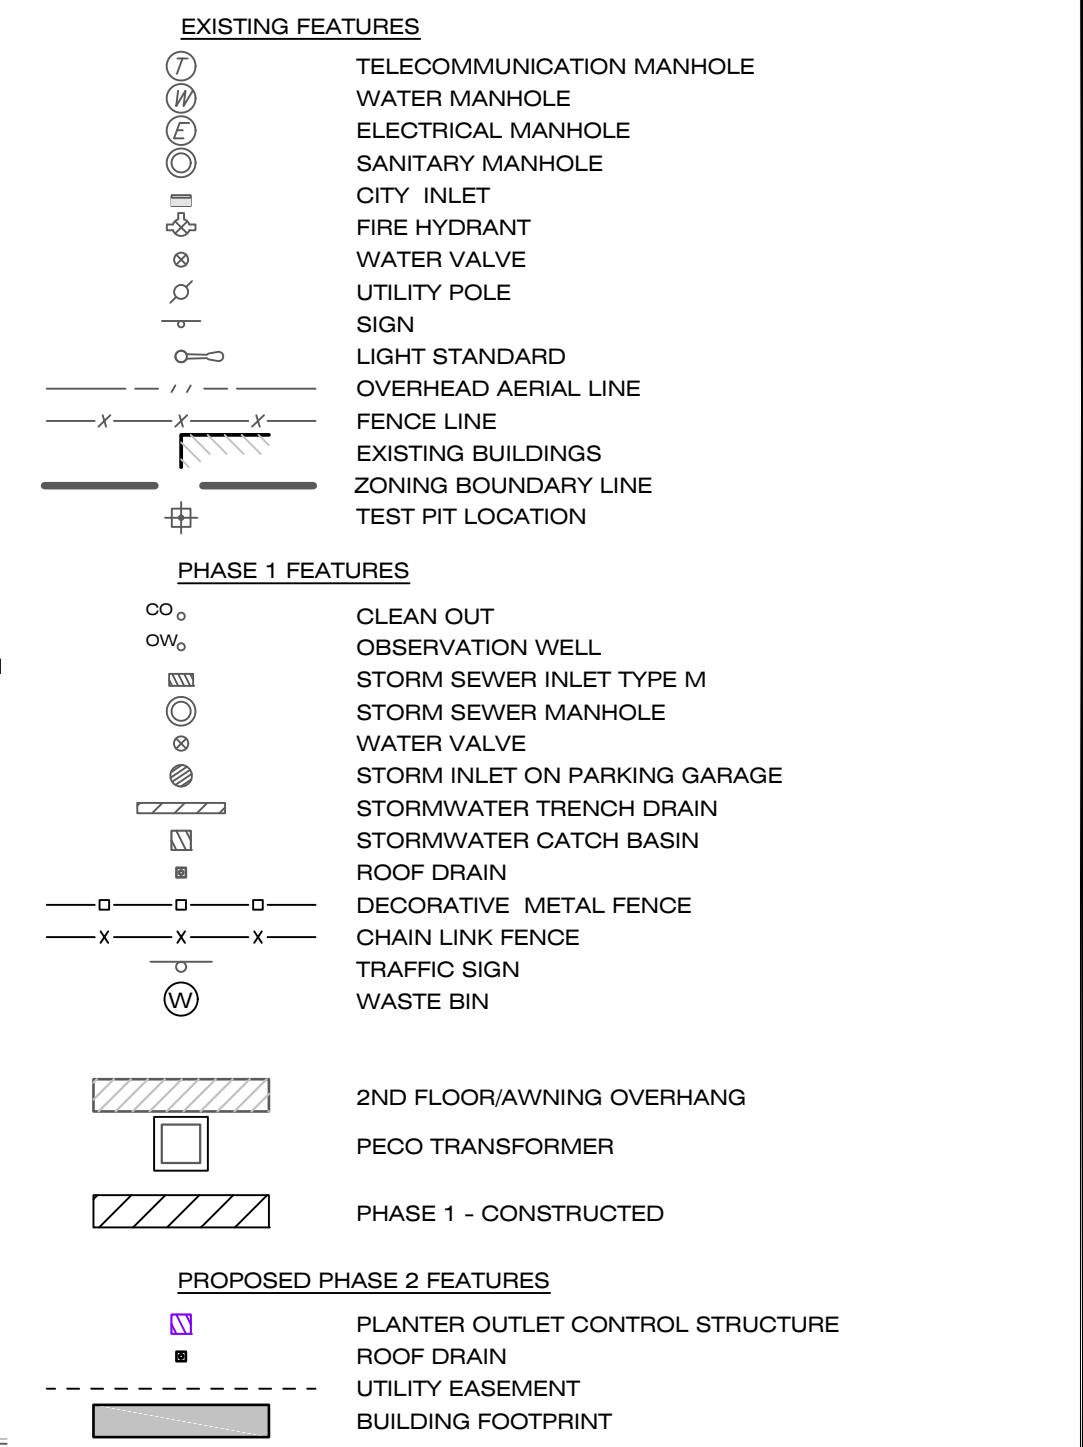 EXISTING FEATURES
T TELECOMMUNICATION MANHOLE
W WATER MANHOLE
E ELECTRICAL MANHOLE
SANITARY MANHOLE
CITY INLET
FIRE HYDRANT
WATER VALVE
UTILITY POLE
SIGN
LIGHT STANDARD
OVERHEAD AERIAL LINE
X X X FENCE LINE
EXISTING BUILDINGS
ZONING BOUNDARY LINE
TEST PIT LOCATION
PHASE 1 FEATURES
CO CLEAN OUT
OW OBSERVATION WELL
STORM SEWER INLET TYPE M
STORM SEWER MANHOLE
WATER VALVE
STORM INLET ON PARKING GARAGE
STORMWATER TRENCH DRAIN
STORMWATER CATCH BASIN
ROOF DRAIN
DECORATIVE METAL FENCE
X X X CHAIN LINK FENCE
TRAFFIC SIGN
W WASTE BIN
2ND FLOOR/AWNING OVERHANG
PECO TRANSFORMER
PHASE 1 - CONSTRUCTED
PROPOSED PHASE 2 FEATURES
PLANTER OUTLET CONTROL STRUCTURE
ROOF DRAIN
UTILITY EASEMENT
BUILDING FOOTPRINT